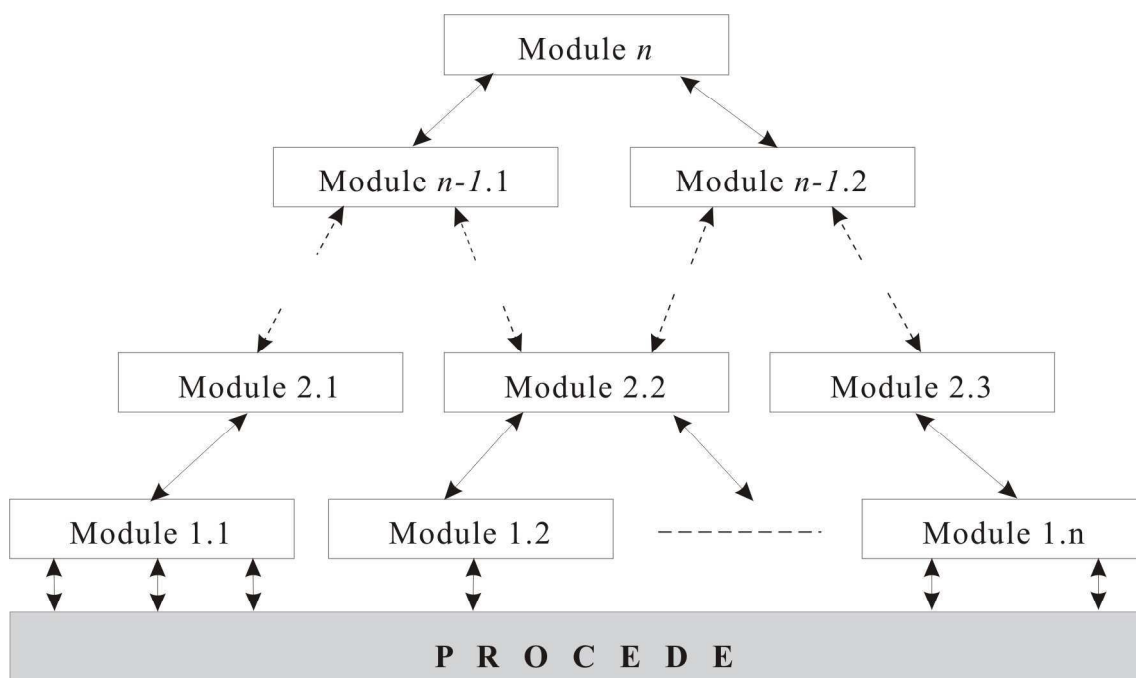 Module n
Module n-1.1
Module n-1.2
Module 2.1
Module 2.2
Module 2.3
Module 1.1
Module 1.2
Module 1.n
P R O C E D E